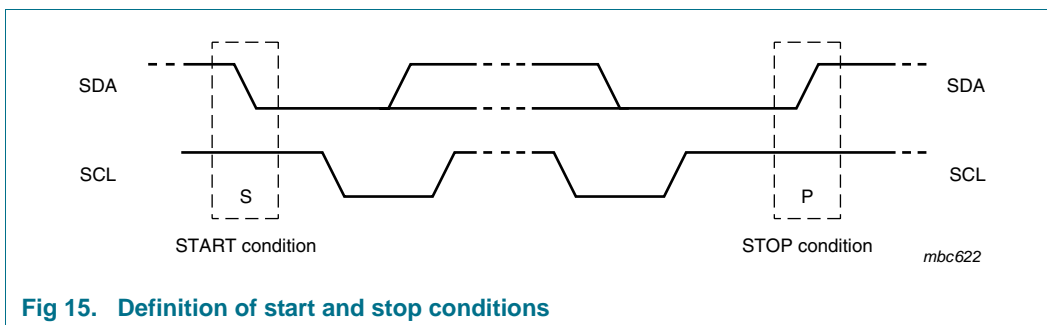 SDA
SDA
SCL
SCL
S
P
START condition
STOP condition
mbc622
Fig 15. Definition of start and stop conditions